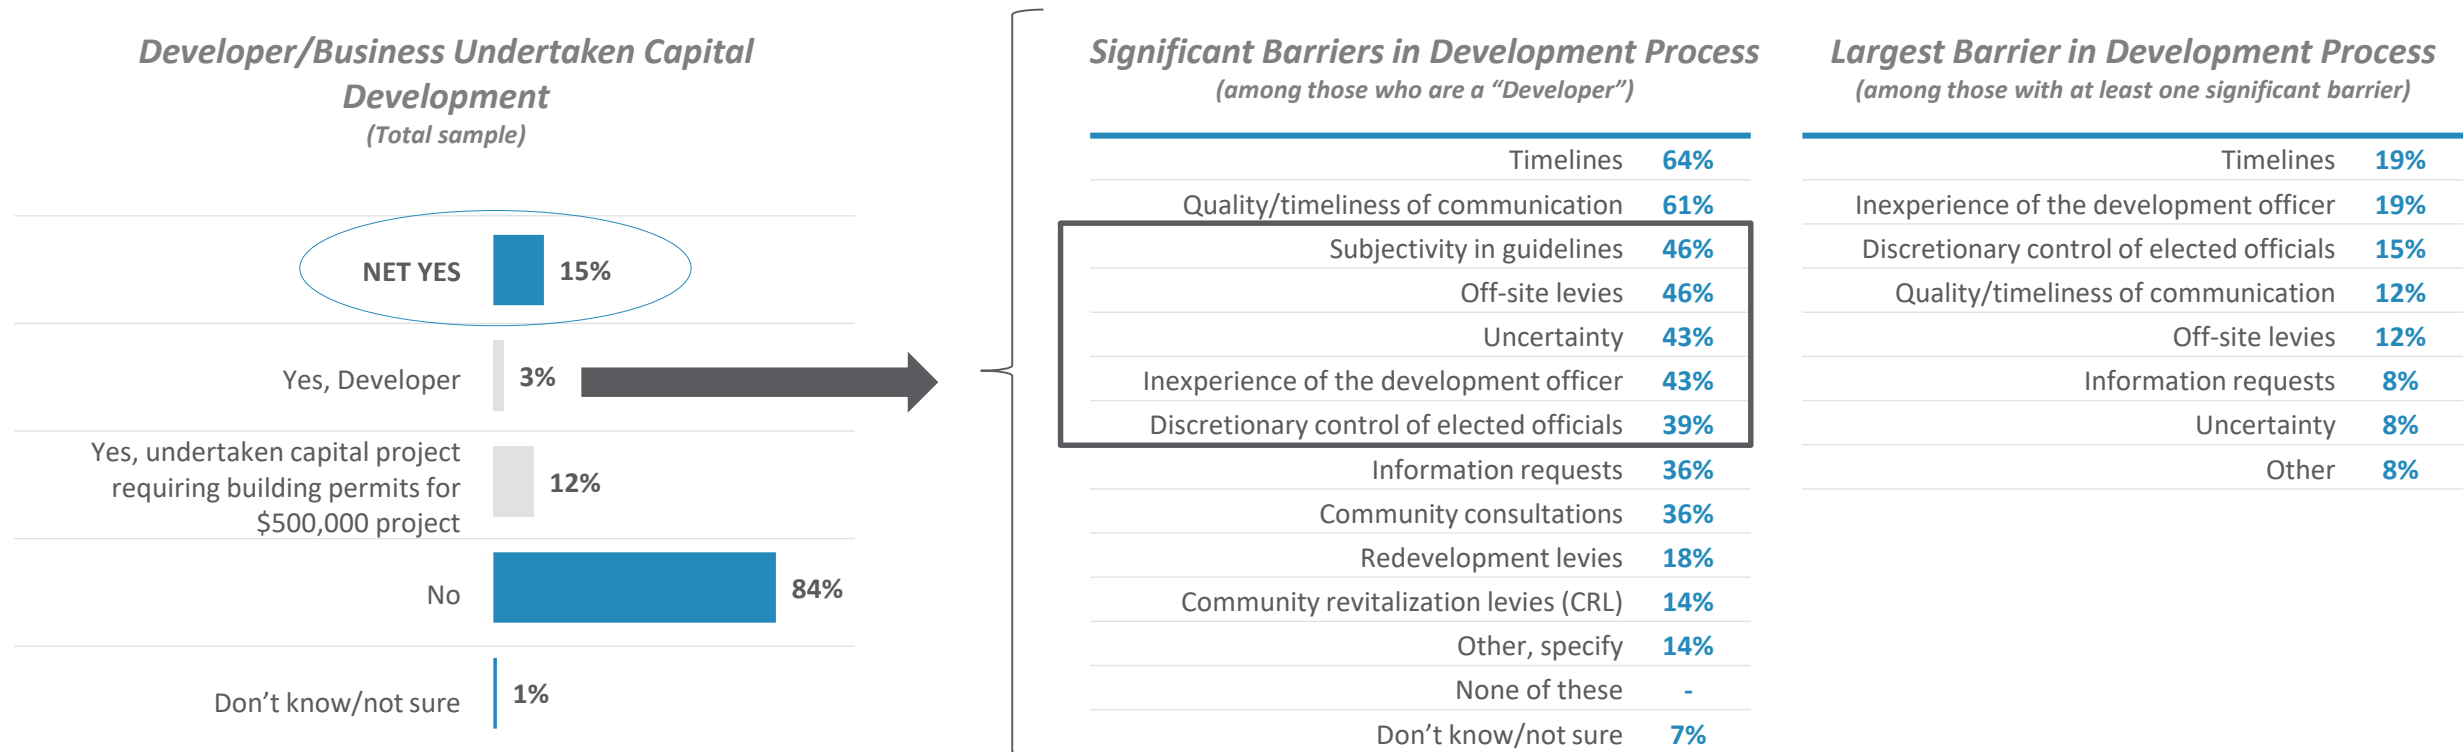 Developer/Business Undertaken Capital
Development
(Total sample)
NET YES 15%
Yes, Developer 3%
Yes, undertaken capital project
requiring building permits for
$500,000 project
12%
No 84%
Don't know/not sure 1%
Significant Barriers in Development Process
(among those who are a “Developer”)
Timelines 64%
Quality/timeliness of communication 61%
Subjectivity in guidelines 46%
Off-site levies 46%
Uncertainty 43%
Inexperience of the development officer 43%
Discretionary control of elected officials 39%
Information requests 36%
Community consultations 36%
Redevelopment levies 18%
Community revitalization levies (CRL) 14%
Other, specify 14%
None of these -
Don't know/not sure 7%
Largest Barrier in Development Process
(among those with at least one significant barrier)
Timelines 19%
Inexperience of the development officer 19%
Discretionary control of elected officials 15%
Quality/timeliness of communication 12%
Off-site levies 12%
Information requests 8%
Uncertainty 8%
Other 8%